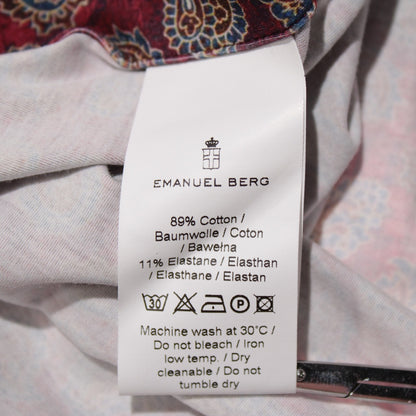 EMANUEL BERG
89% Cotton /
Baumwolle / Coton
/ Bawełna
11% Elastane / Elasthan
/ Elasthane / Elastan
30
Machine wash at 30°C /
Do not bleach / Iron
low temp. / Dry
cleanable / Do not
tumble dry